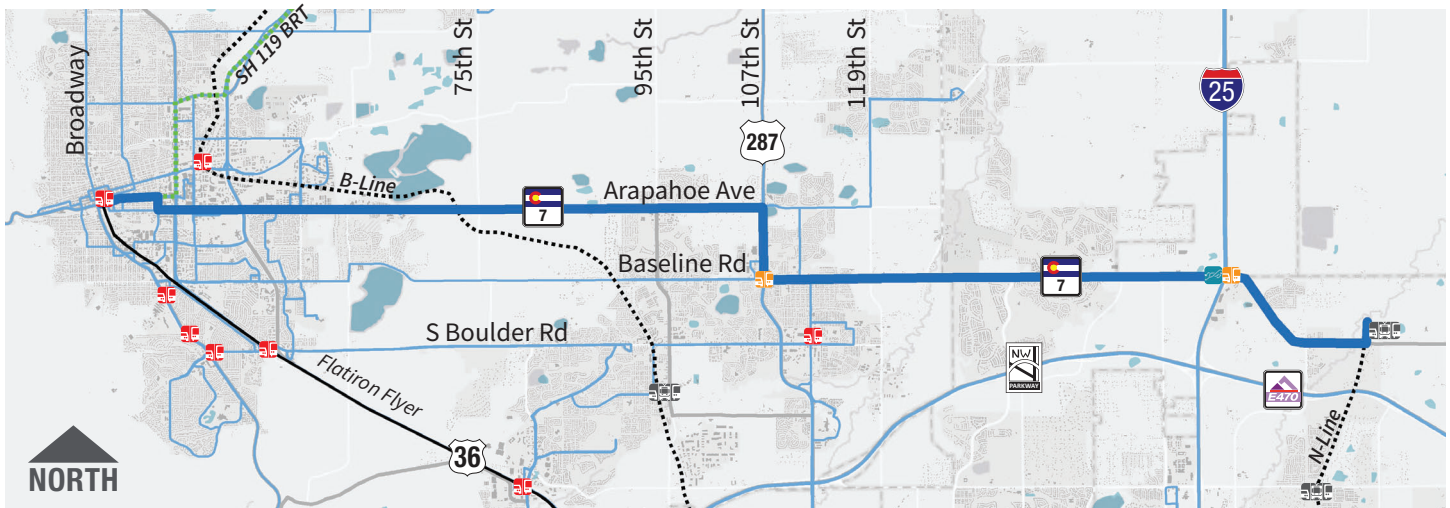 Broadway
SH 119 BRT
75th St
95th St
107th St
119th St
25
287
B-Line
Arapahoe Ave
7
Baseline Rd
7
S Boulder Rd
Flatiron Flyer
NW
PARKWAY
E470
36
N-Line
NORTH